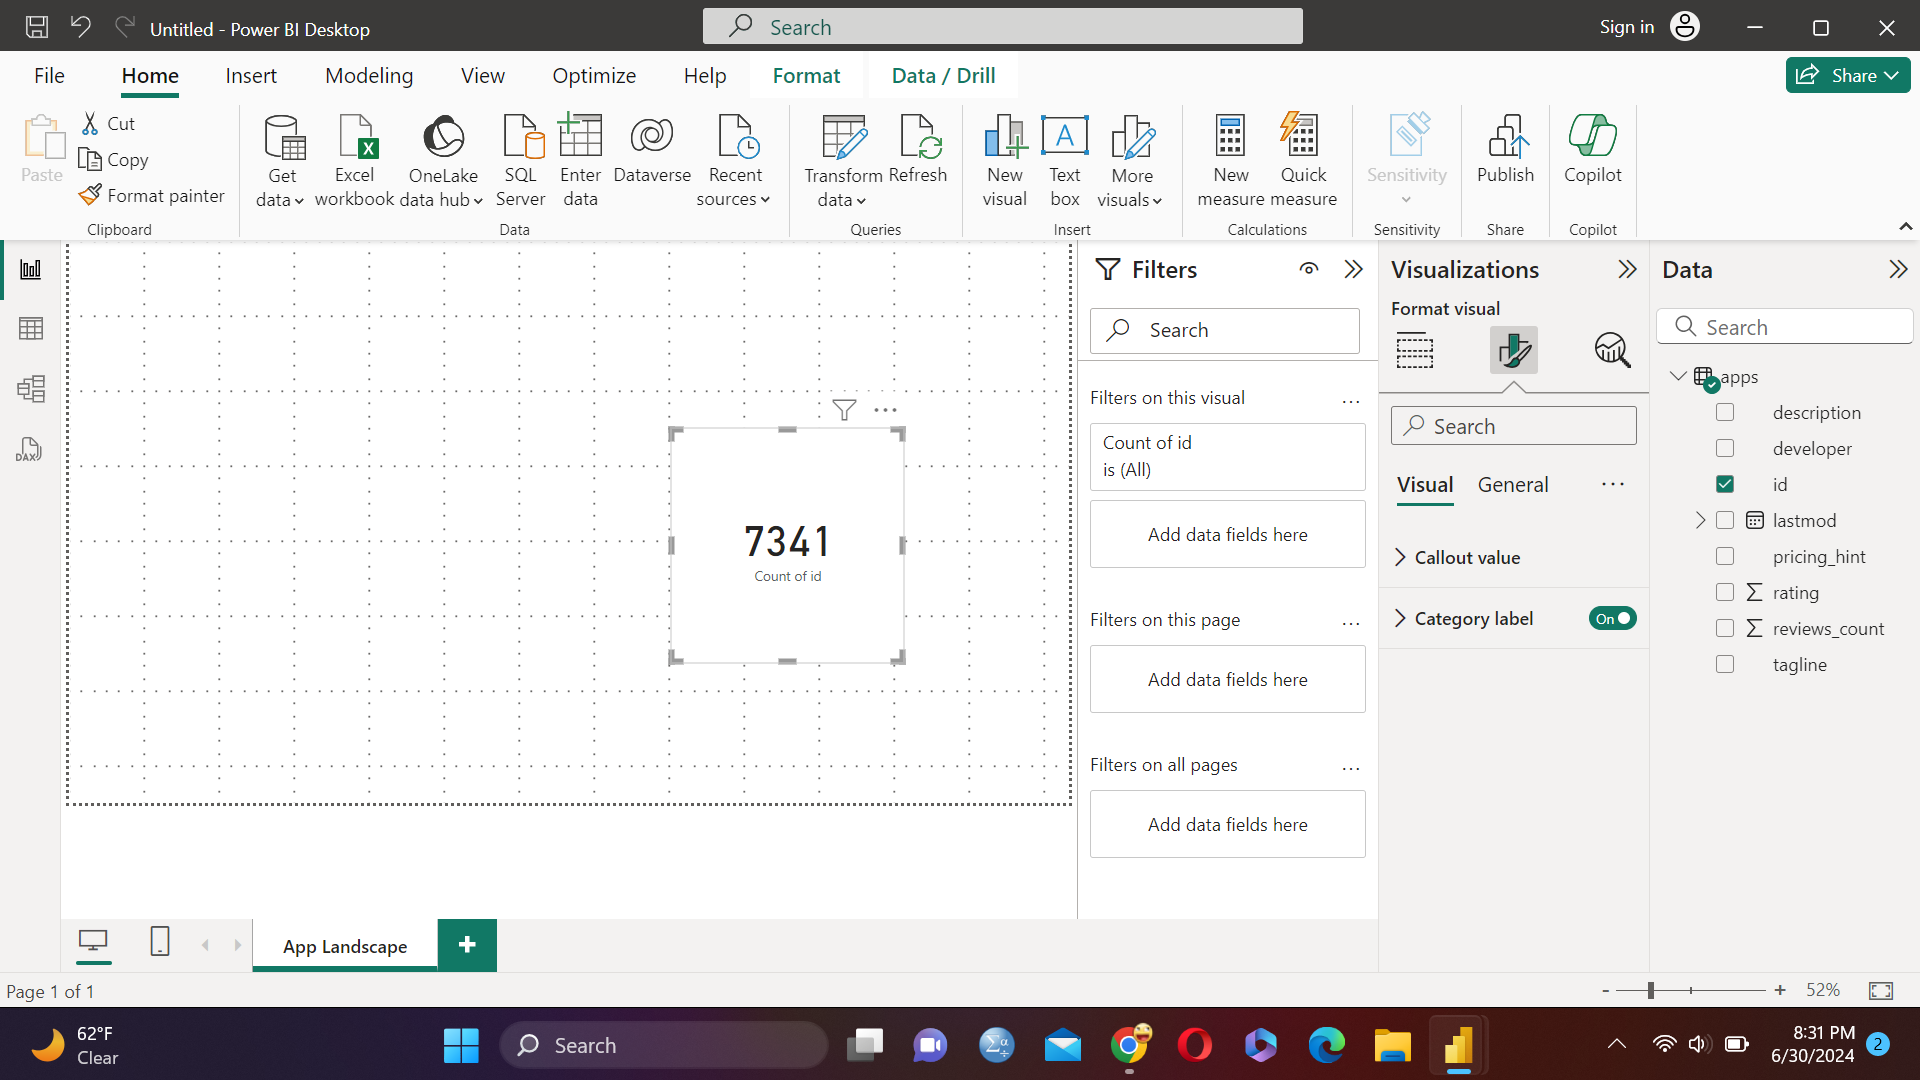 Untitled - Power BI Desktop
Search
Sign in
File
Home
Insert
Modeling
View
Optimize
Help
Format
Data / Drill
Share
Paste
Cut
Copy
Format painter
Clipboard
Get data
Excel workbook
OneLake data hub
SQL Server
Enter data
Dataverse
Recent sources
Data
Transform data
Refresh
Queries
New visual
Text box
More visuals
Insert
New measure
Quick measure
Calculations
Sensitivity
Sensitivity
Publish
Share
Copilot
Copilot
DAX
7341
Count of id
Filters
Search
Filters on this visual
...
Count of id
is (All)
Add data fields here
Filters on this page
...
Add data fields here
Filters on all pages
...
Add data fields here
Visualizations
Format visual
Search
Visual
General
...
Callout value
Category label
On
Data
Search
apps
description
developer
id
lastmod
pricing_hint
rating
reviews_count
tagline
App Landscape
+
Page 1 of 1
-
+
52%
62°F
Clear
Search
8:31 PM
6/30/2024
2